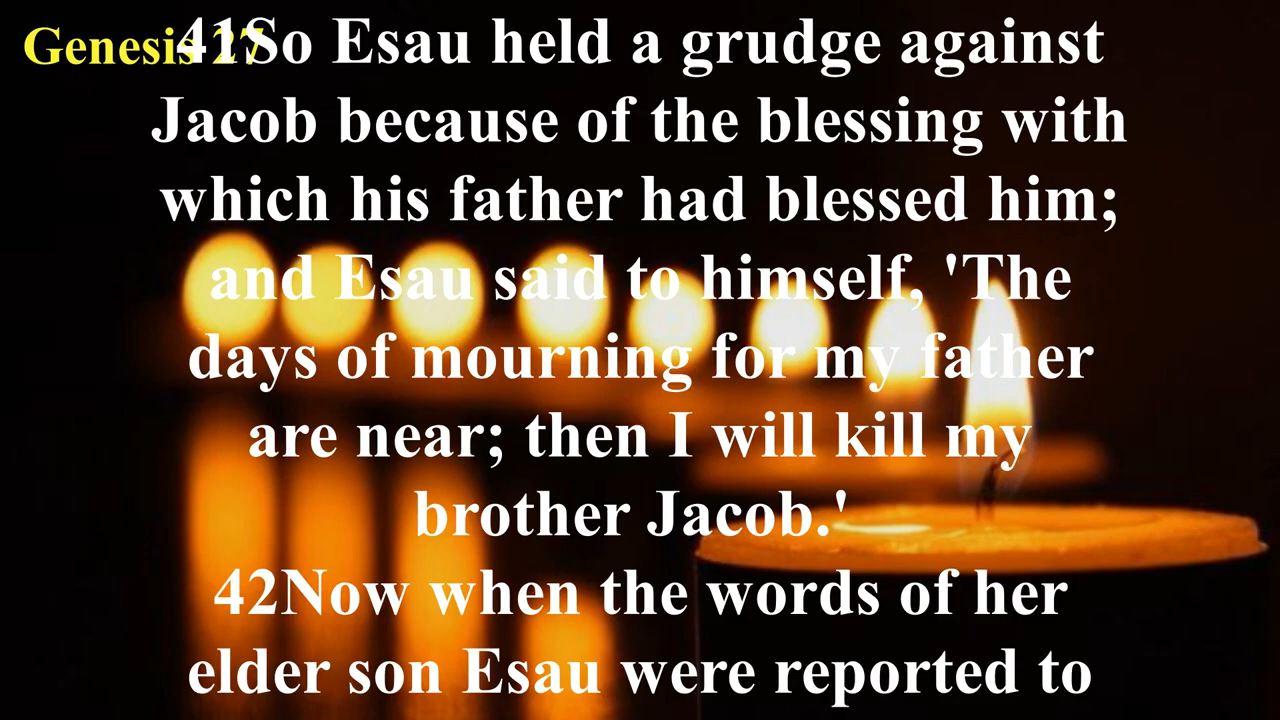 Genesis 27
41So Esau held a grudge against
Jacob because of the blessing with
which his father had blessed him;
and Esau said to himself, 'The
days of mourning for my father
are near; then I will kill my
brother Jacob.'
42Now when the words of her
elder son Esau were reported to